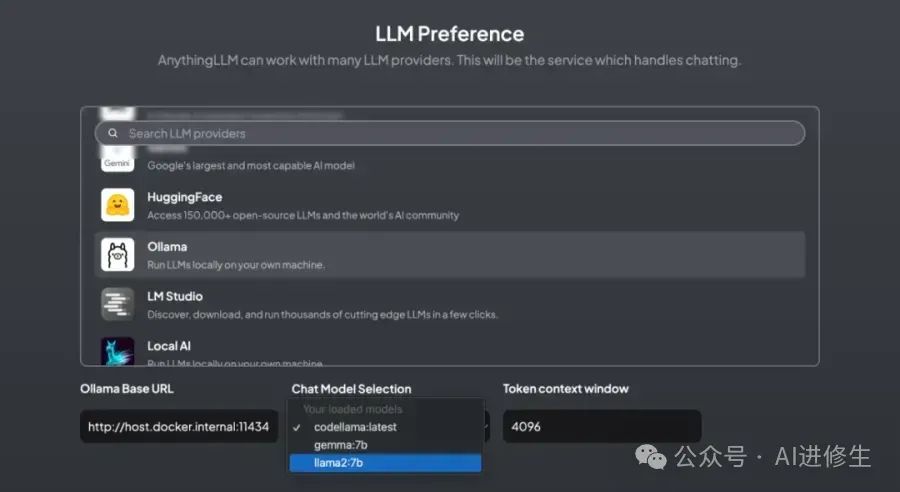 LLM Preference
AnythingLLM can work with many LLM providers. This will be the service which handles chatting.
Search LLM providers
Gemini
Google's largest and most capable AI model
HuggingFace
Access 150,000+ open-source LLMs and the world's AI community
Ollama
Run LLMs locally on your own machine.
LM Studio
Discover, download, and run thousands of cutting edge LLMs in a few clicks.
Local AI
Run LLMs locally on your own machine.
Ollama Base URL
Chat Model Selection
Token context window
http://host.docker.internal:11434
Your loaded models
✓ codellama:latest
gemma:7b
llama2:7b
4096
公众号 · AI进修生